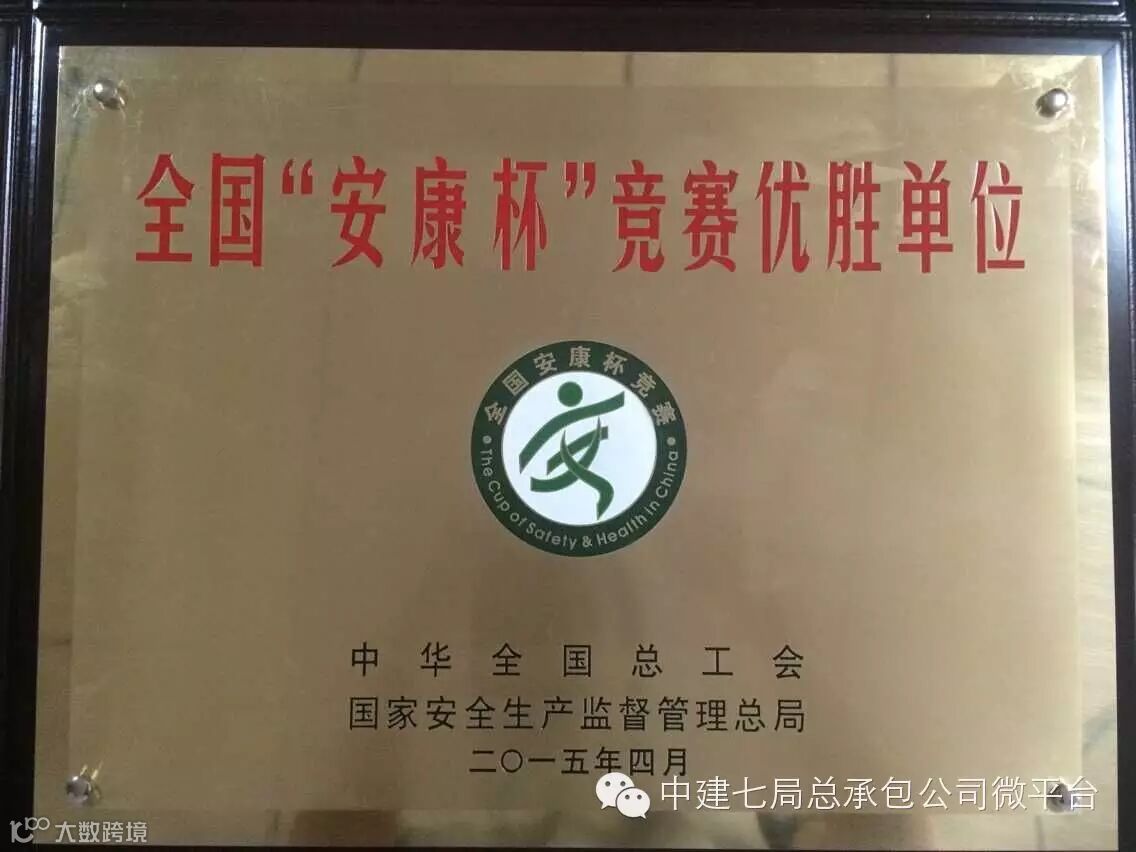 全国“安康杯”竞赛优胜单位
全国安康杯竞赛
The Cup of Safety & Health in China
中华全国总工会
国家安全生产监督管理总局
二〇一五年四月
中建七局总承包公司微平台
大数跨境